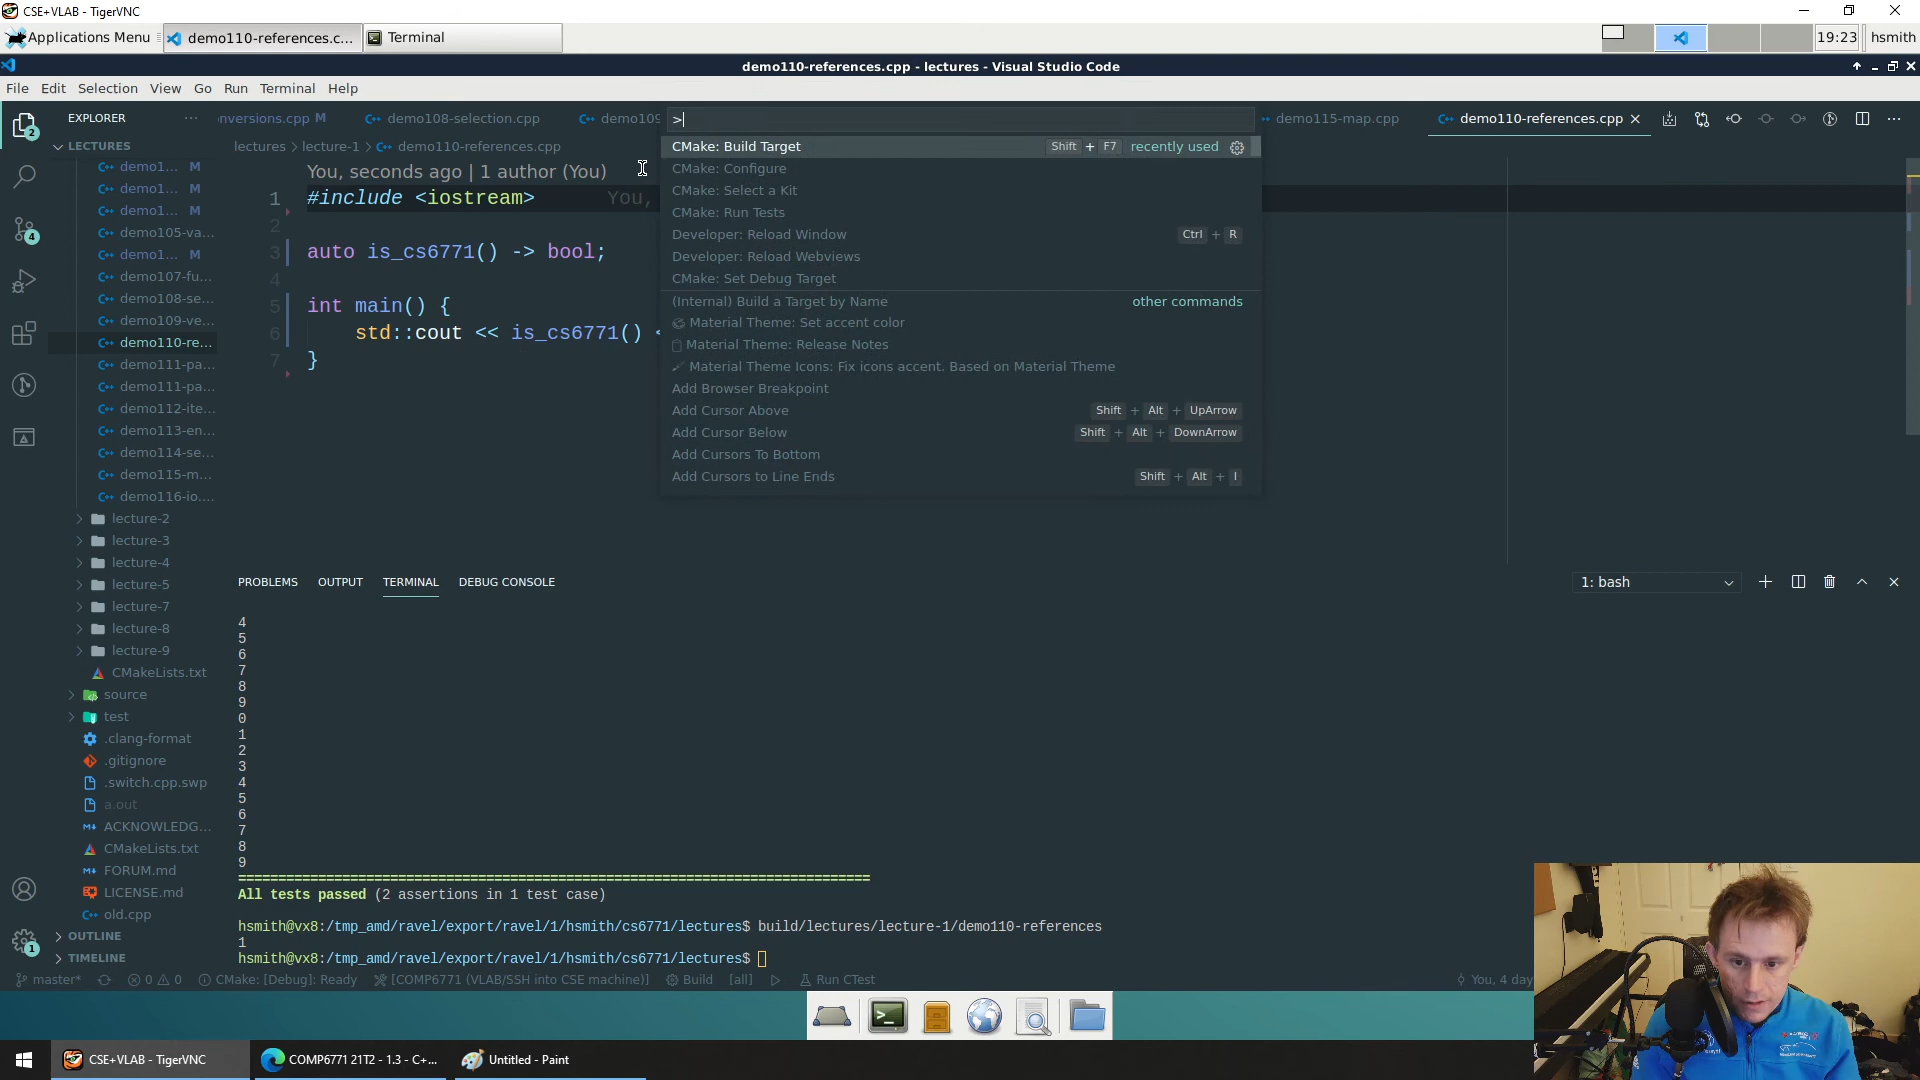 CSE+VLAB - TigerVNC
Applications Menu
demo110-references.c...
Terminal
19:23
hsmith
demo110-references.cpp - lectures - Visual Studio Code
File Edit Selection View Go Run Terminal Help
EXPLORER
nversions.cpp M
demo108-selection.cpp
demo109
>
demo115-map.cpp
demo110-references.cpp
2
LECTURES
lectures > lecture-1 > demo110-references.cpp
CMake: Build Target Shift + F7 recently used
demo1... M
You, seconds ago | 1 author (You)
CMake: Configure
demo1... M
1 #include <iostream> You,
CMake: Select a Kit
demo1... M
CMake: Run Tests
demo105-va...
2
Developer: Reload Window Ctrl + R
4
demo1... M
3 auto is_cs6771() -> bool;
Developer: Reload Webviews
demo107-fu...
4
CMake: Set Debug Target
demo108-se...
5 int main() {
(Internal) Build a Target by Name other commands
demo109-ve...
6 std::cout << is_cs6771() <
Material Theme: Set accent color
demo110-re...
Material Theme: Release Notes
demo111-pa...
7 }
Material Theme Icons: Fix icons accent. Based on Material Theme
demo111-pa...
Add Browser Breakpoint
demo112-ite...
Add Cursor Above Shift + Alt + UpArrow
demo113-en...
Add Cursor Below Shift + Alt + DownArrow
demo114-se...
Add Cursors To Bottom
demo115-m...
Add Cursors to Line Ends Shift + Alt + I
demo116-io....
lecture-2
lecture-3
lecture-4
lecture-5
lecture-7
lecture-8
lecture-9
CMakeLists.txt
source
test
.clang-format
.gitignore
.switch.cpp.swp
a.out
ACKNOWLEDG...
CMakeLists.txt
FORUM.md
LICENSE.md
old.cpp
OUTLINE
1
TIMELINE
PROBLEMS OUTPUT TERMINAL DEBUG CONSOLE
1: bash
4
5
6
7
8
9
0
1
2
3
4
5
6
7
8
9
===============================================================================
All tests passed (2 assertions in 1 test case)
hsmith@vx8:/tmp_amd/ravel/export/ravel/1/hsmith/cs6771/lectures$ build/lectures/lecture-1/demo110-references
1
hsmith@vx8:/tmp_amd/ravel/export/ravel/1/hsmith/cs6771/lectures$
master* 0 0 CMake: [Debug]: Ready [COMP6771 (VLAB/SSH into CSE machine)] Build [all] Run CTest You, 4 day
CSE+VLAB - TigerVNC
COMP6771 21T2 - 1.3 - C+...
Untitled - Paint